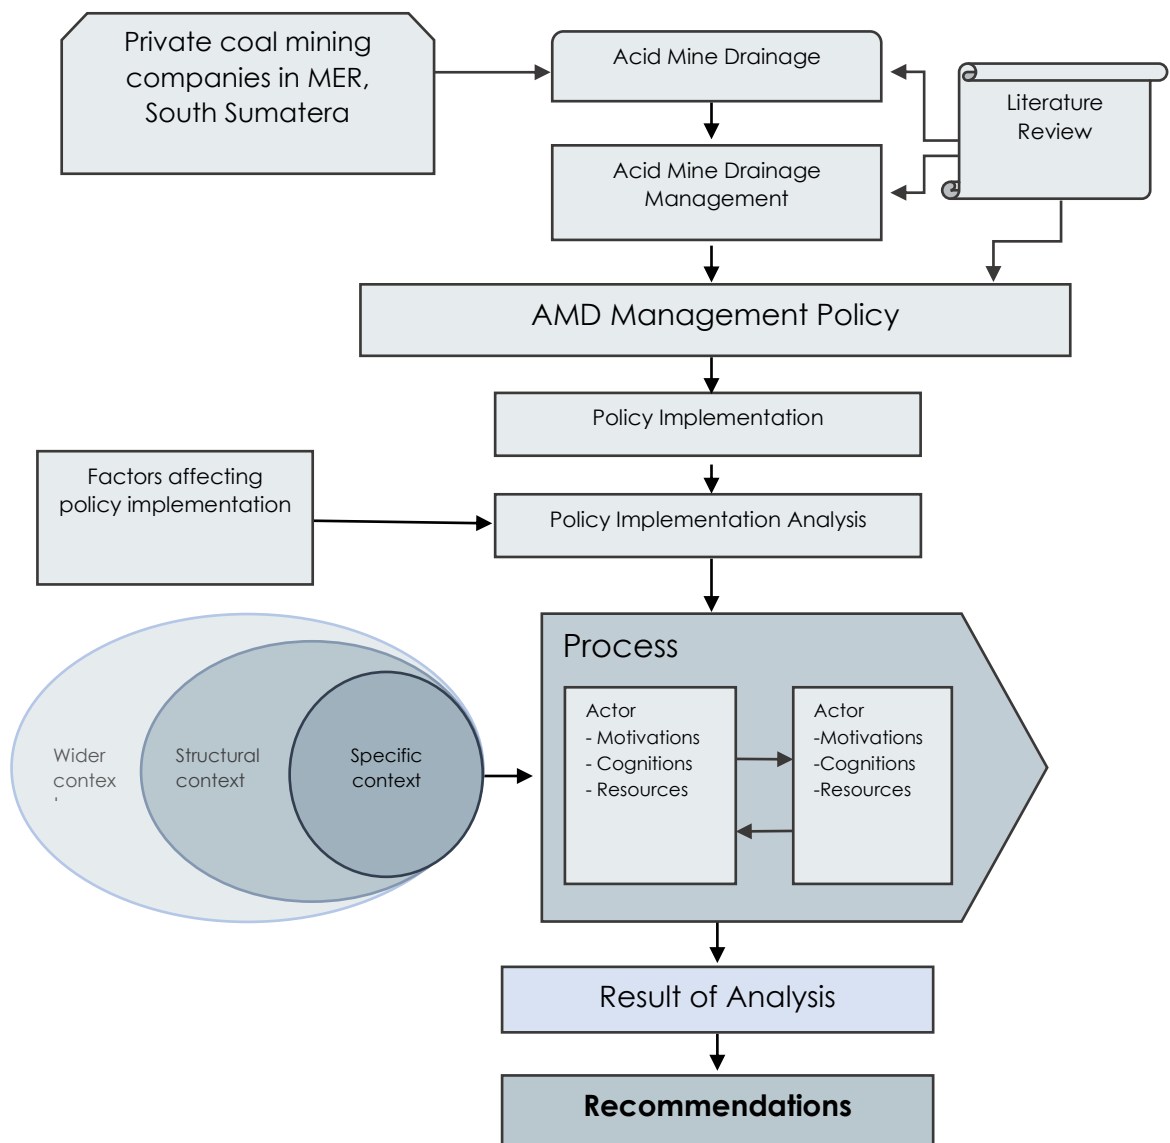 Private coal mining
companies in MER,
South Sumatera
Acid Mine Drainage
Literature
Review
Acid Mine Drainage
Management
AMD Management Policy
Policy Implementation
Factors affecting
policy implementation
Policy Implementation Analysis
Process
Wider
contex
Structural
context
Specific
context
Actor
- Motivations
- Cognitions
- Resources
Actor
-Motivations
-Cognitions
-Resources
Result of Analysis
Recommendations